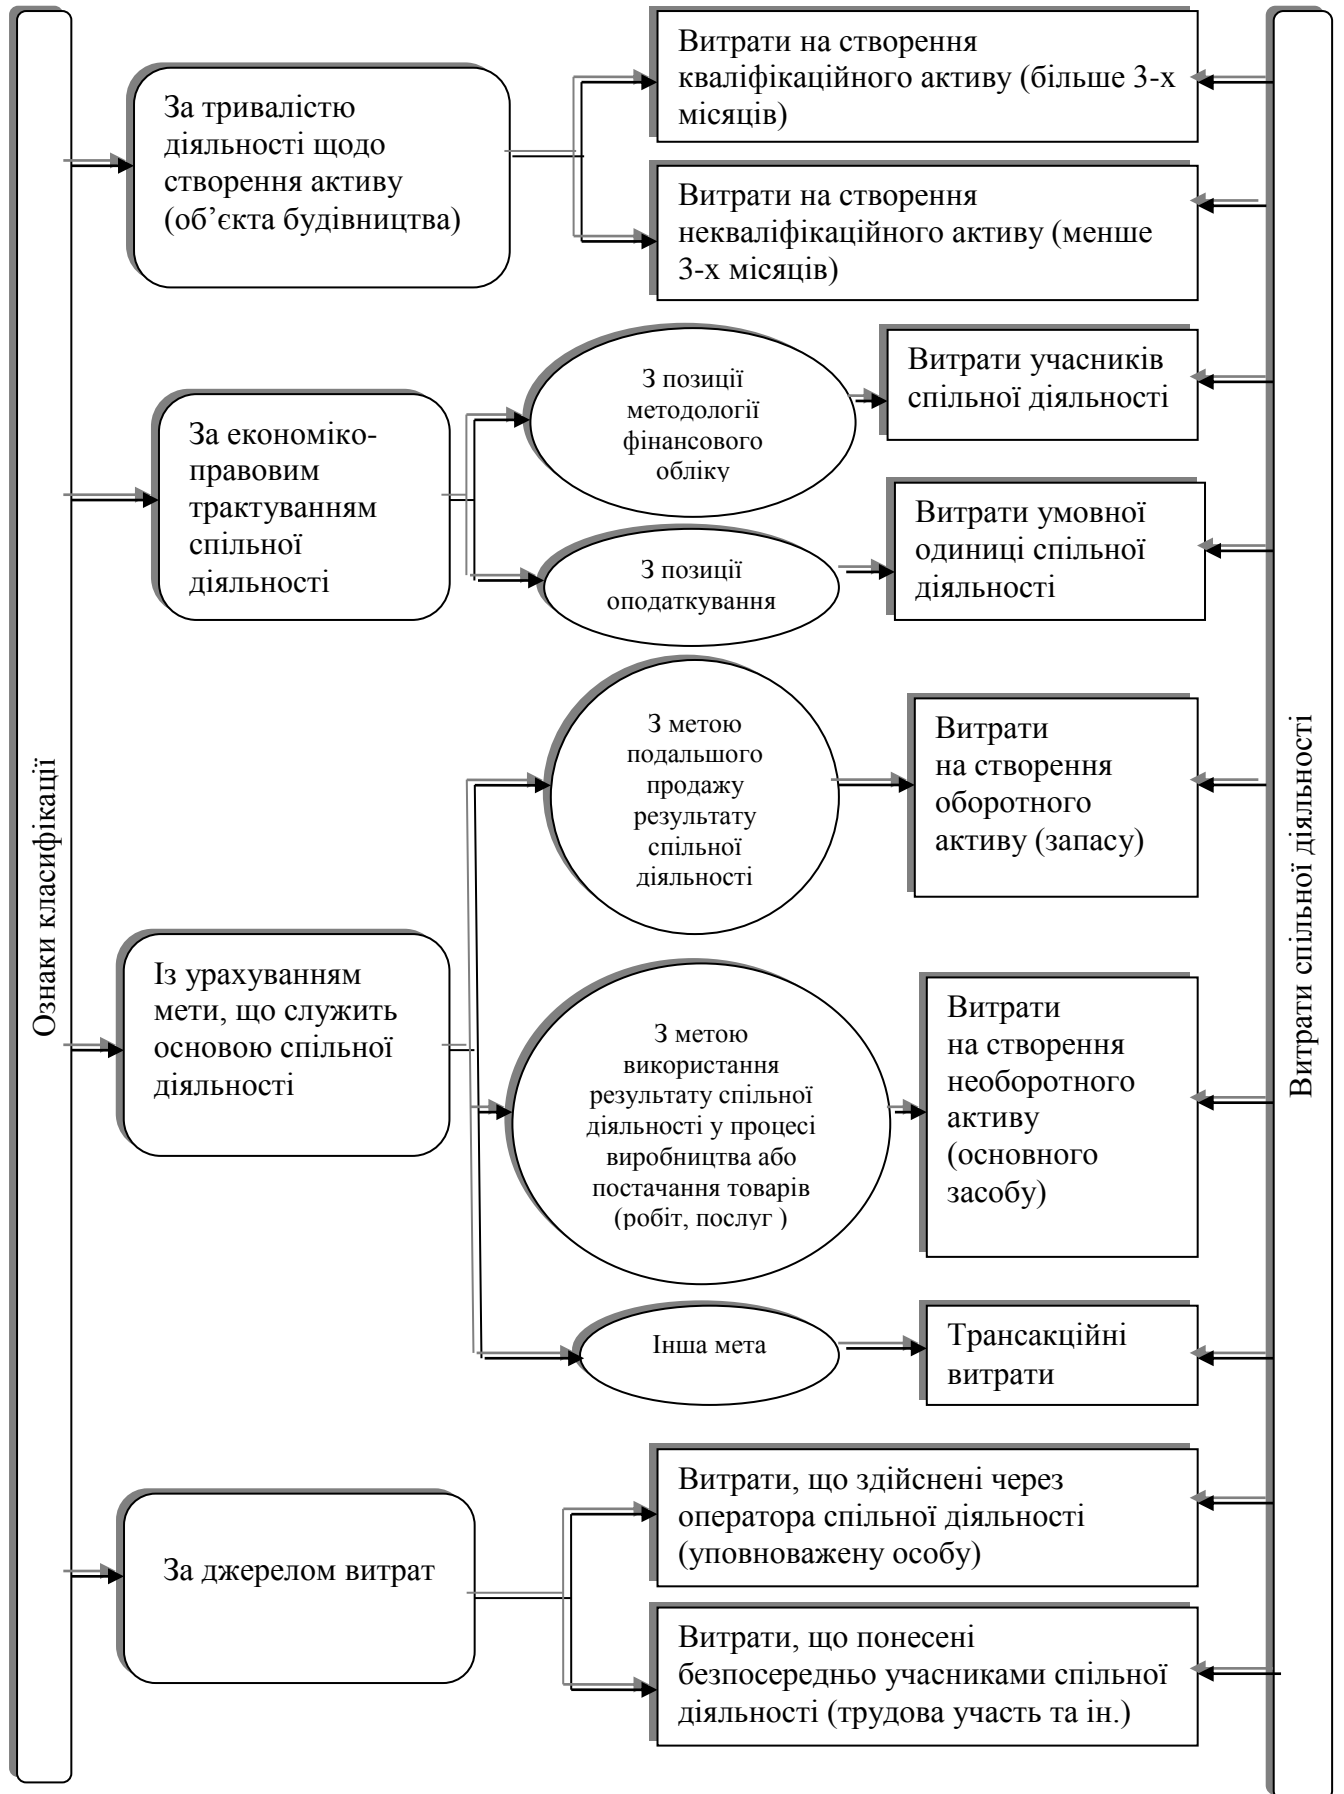 Ознаки класифікації
За тривалістю
діяльності щодо
створення активу
(об’єкта будівництва)
Витрати на створення
кваліфікаційного активу (більше 3-х
місяців)
Витрати на створення
некваліфікаційного активу (менше
3-х місяців)
За економіко-
правовим
трактуванням
спільної
діяльності
З позиції
методології
фінансового
обліку
Витрати учасників
спільної діяльності
З позиції
оподаткування
Витрати умовної
одиниці спільної
діяльності
Із урахуванням
мети, що служить
основою спільної
діяльності
З метою
подальшого
продажу
результату
спільної
діяльності
Витрати
на створення
оборотного
активу (запасу)
З метою
використання
результату спільної
діяльності у процесі
виробництва або
постачання товарів
(робіт, послуг )
Витрати
на створення
необоротного
активу
(основного
засобу)
Інша мета
Трансакційні
витрати
За джерелом витрат
Витрати, що здійснені через
оператора спільної діяльності
(уповноважену особу)
Витрати, що понесені
безпосередньо учасниками спільної
діяльності (трудова участь та ін.)
Витрати спільної діяльності